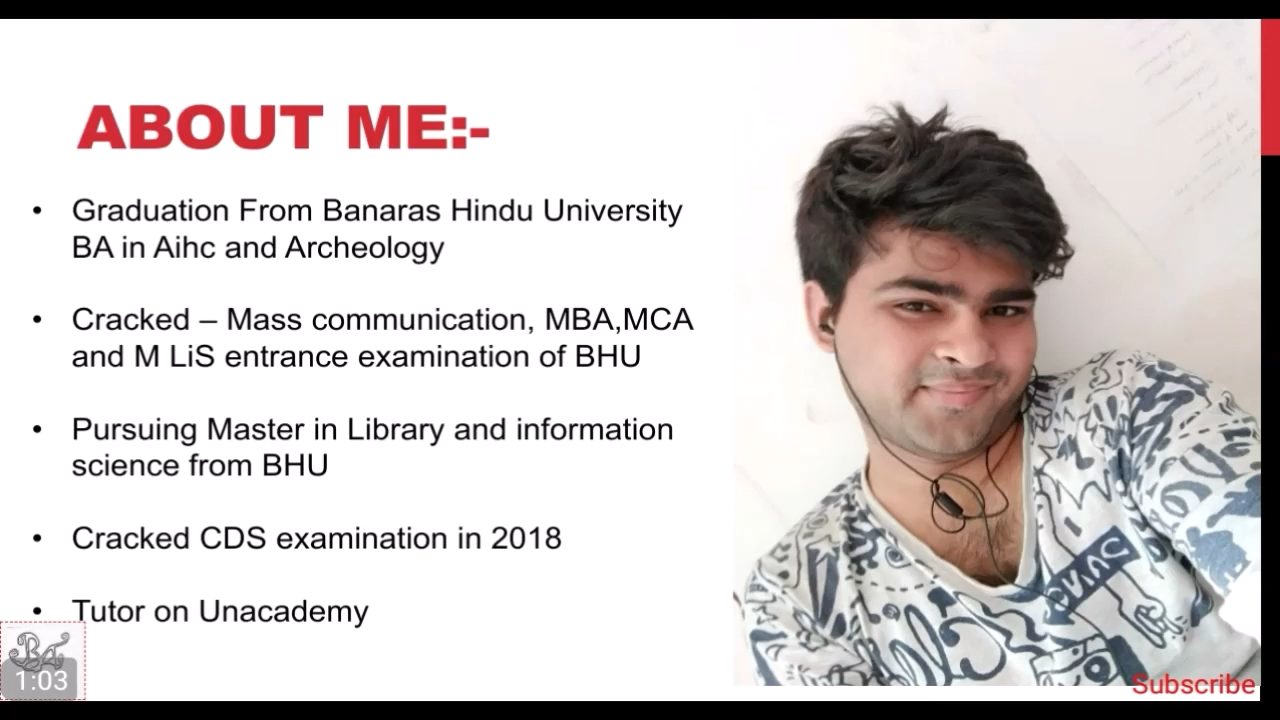 ABOUT ME:-
• Graduation From Banaras Hindu University
BA in Aihc and Archeology
• Cracked – Mass communication, MBA,MCA
and M LiS entrance examination of BHU
• Pursuing Master in Library and information
science from BHU
• Cracked CDS examination in 2018
• Tutor on Unacademy
1:03
Subscribe